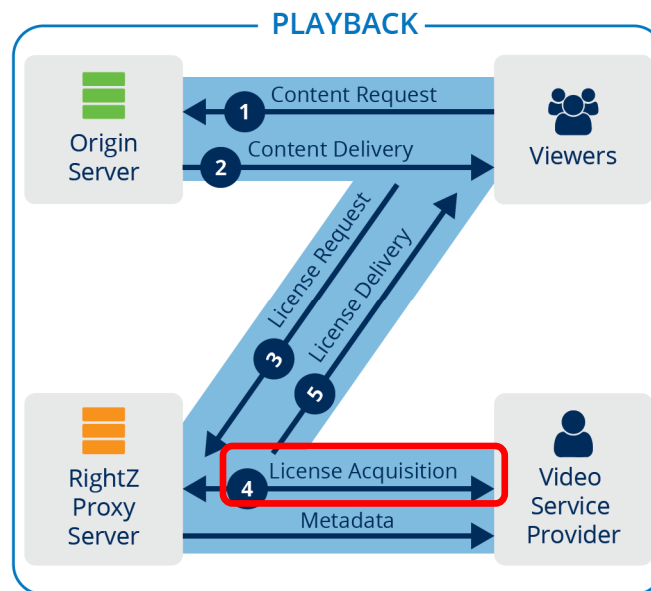 PLAYBACK
Content Request
1
Origin
Server
Content Delivery
2
Viewers
License Request
3
License Delivery
5
RightZ
Proxy
Server
License Acquisition
4
Metadata
Video
Service
Provider